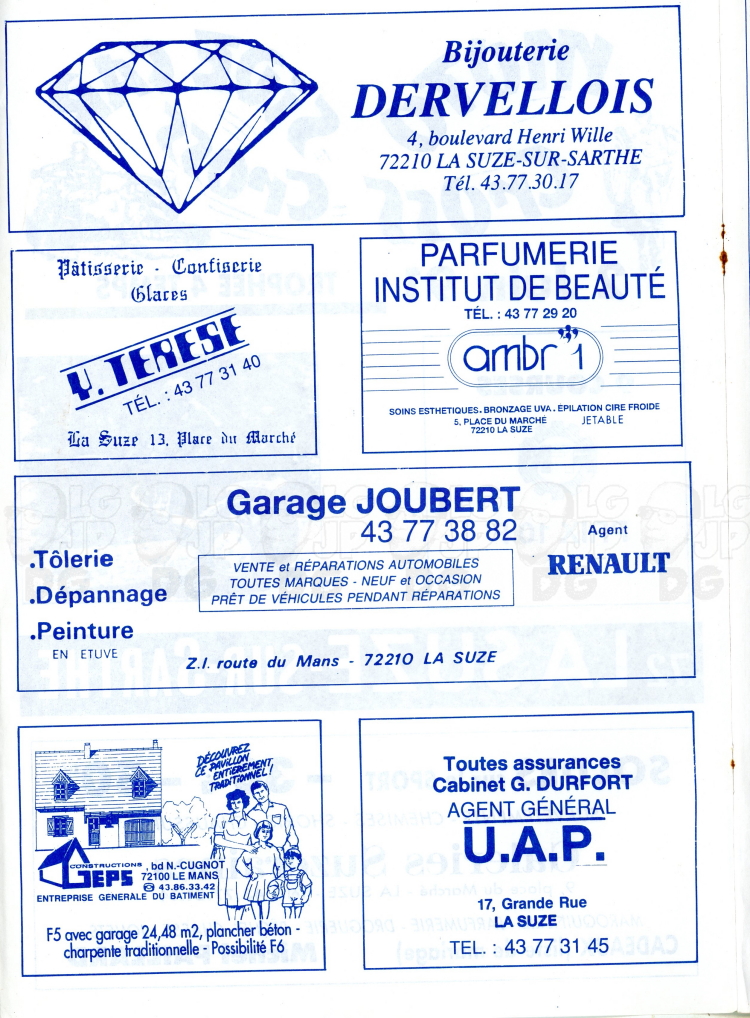 Bijouterie
DERVELLOIS
4, boulevard Henri Wille
72210 LA SUZE-SUR-SARTHE
Tél. 43.77.30.17
Pâtisserie - Confiserie
Glaces
Y. TERESE
TÉL. : 43 77 31 40
La Suze 13, Place du Marché
PARFUMERIE
INSTITUT DE BEAUTÉ
TÉL. : 43 77 29 20
ambr'1
SOINS ESTHETIQUES. BRONZAGE UVA. ÉPILATION CIRE FROIDE
5, PLACE DU MARCHÉ JETABLE
72210 LA SUZE
Garage JOUBERT
43 77 38 82
Agent
RENAULT
.Tôlerie
.Dépannage
.Peinture
EN ETUVE
VENTE et RÉPARATIONS AUTOMOBILES
TOUTES MARQUES - NEUF et OCCASION
PRÊT DE VÉHICULES PENDANT RÉPARATIONS
Z.I. route du Mans - 72210 LA SUZE
DÉCOUVREZ
CE PAVILLON
ENTIEREMENT
TRADITIONNEL!
CONSTRUCTIONS
GEPS
, bd N.-CUGNOT
72100 LE MANS
43.86.33.42
ENTREPRISE GENERALE DU BATIMENT
F5 avec garage 24,48 m2, plancher béton -
charpente traditionnelle - Possibilité F6
Toutes assurances
Cabinet G. DURFORT
AGENT GÉNÉRAL
U.A.P.
17, Grande Rue
LA SUZE
TEL. : 43 77 31 45